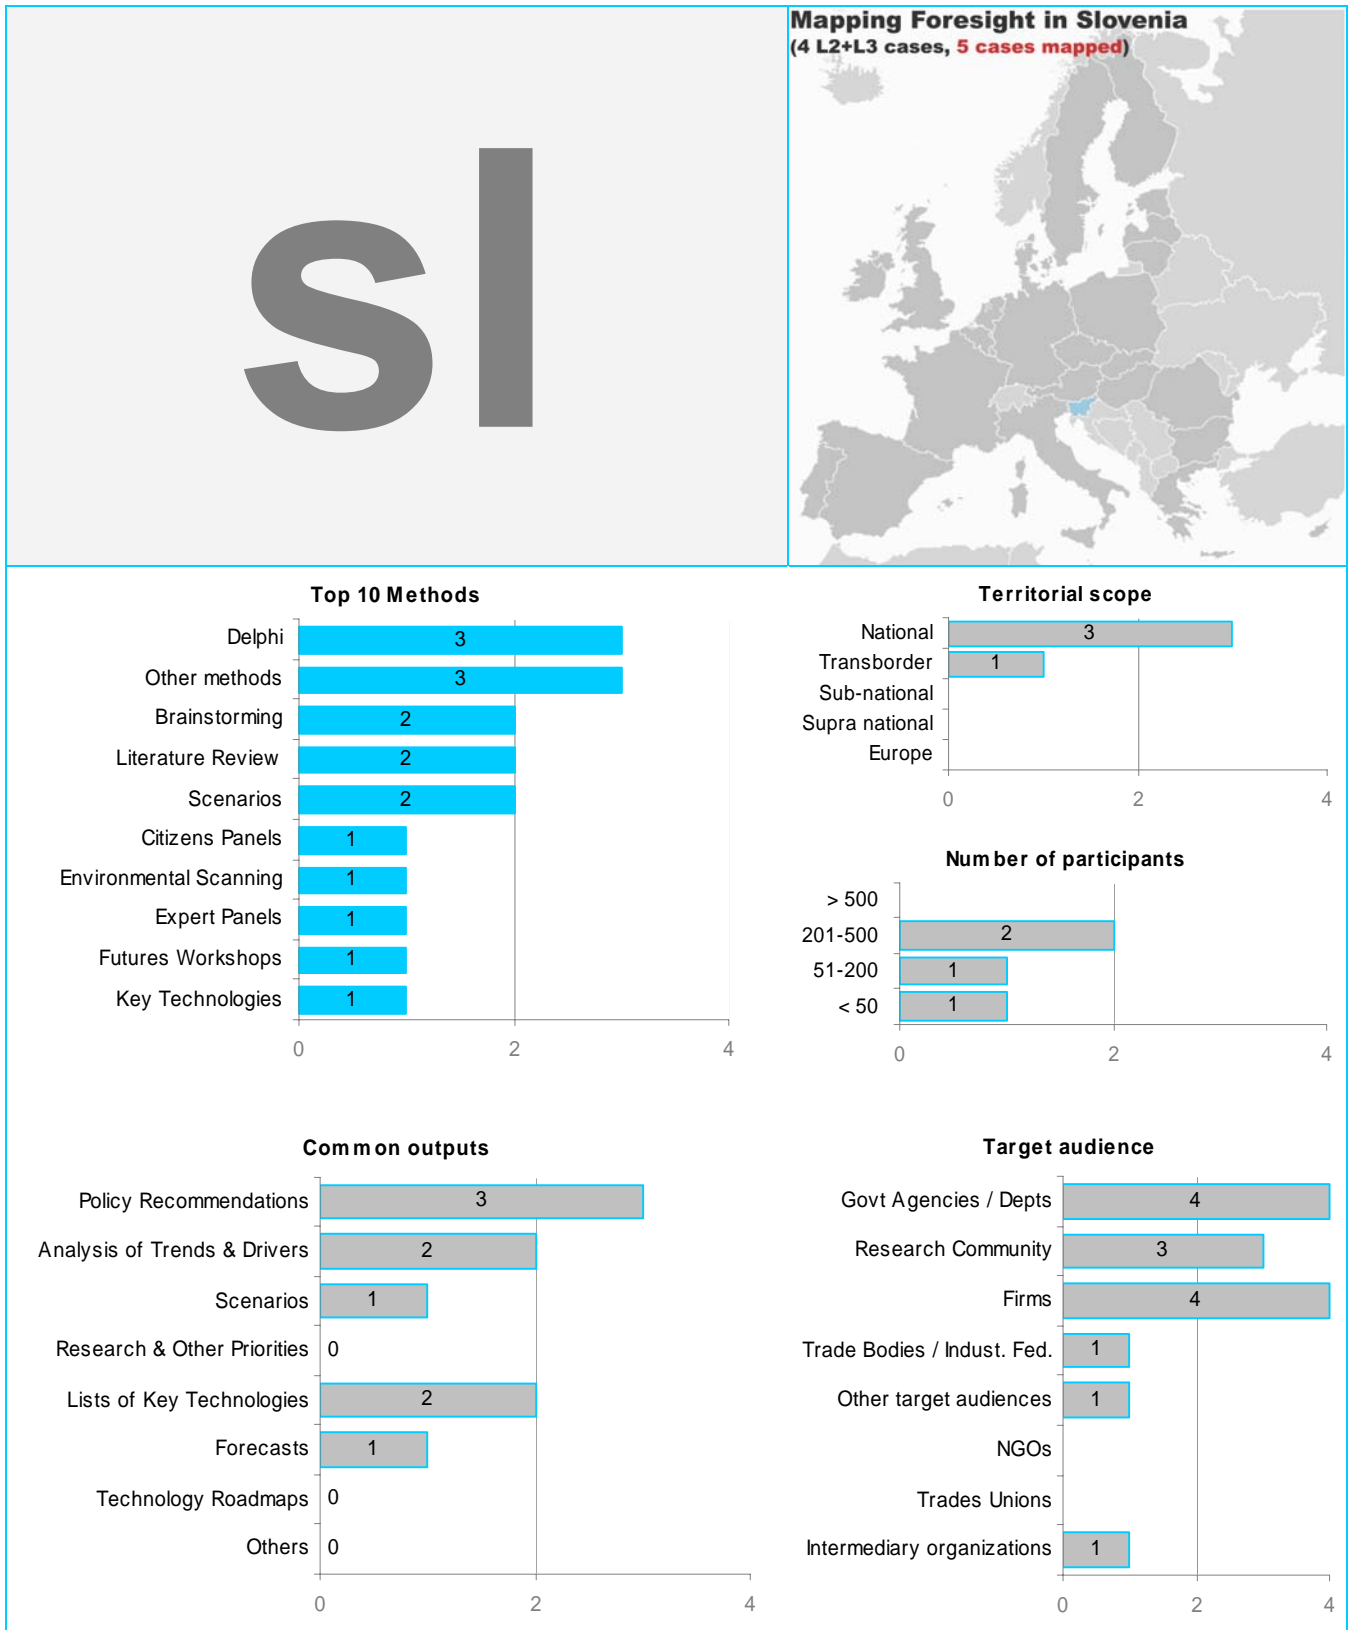 sl
Mapping Foresight in Slovenia
(4 L2+L3 cases, 5 cases mapped)
Top 10 Methods
Delphi 3
Other methods 3
Brainstorming 2
Literature Review 2
Scenarios 2
Citizens Panels 1
Environmental Scanning 1
Expert Panels 1
Futures Workshops 1
Key Technologies 1
0 2 4
Territorial scope
National 3
Transborder 1
Sub-national
Supra national
Europe
0 2 4
Number of participants
> 500
201-500 2
51-200 1
< 50 1
0 2 4
Common outputs
Policy Recommendations 3
Analysis of Trends & Drivers 2
Scenarios 1
Research & Other Priorities 0
Lists of Key Technologies 2
Forecasts 1
Technology Roadmaps 0
Others 0
0 2 4
Target audience
Govt Agencies / Depts 4
Research Community 3
Firms 4
Trade Bodies / Indust. Fed. 1
Other target audiences 1
NGOs
Trades Unions
Intermediary organizations 1
0 2 4